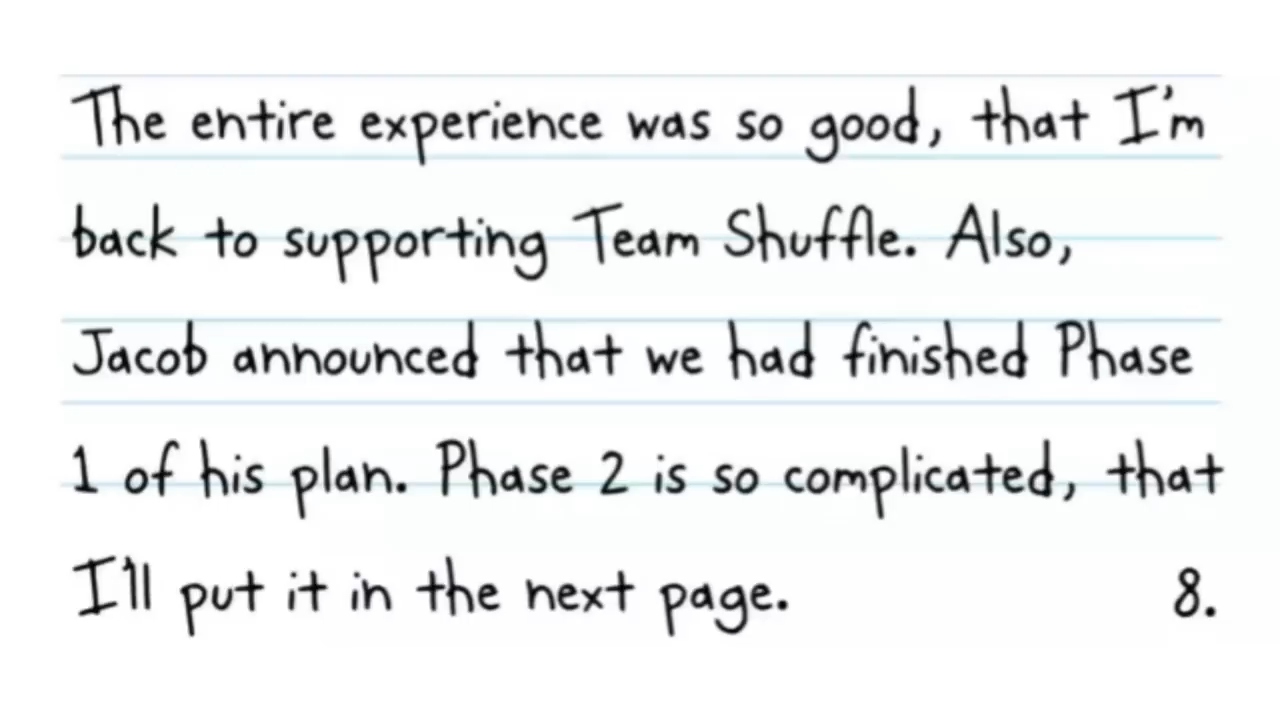 The entire experience was so good, that I'm
back to supporting Team Shuffle. Also,
Jacob announced that we had finished Phase
1 of his plan. Phase 2 is so complicated, that
I'll put it in the next page. 8.